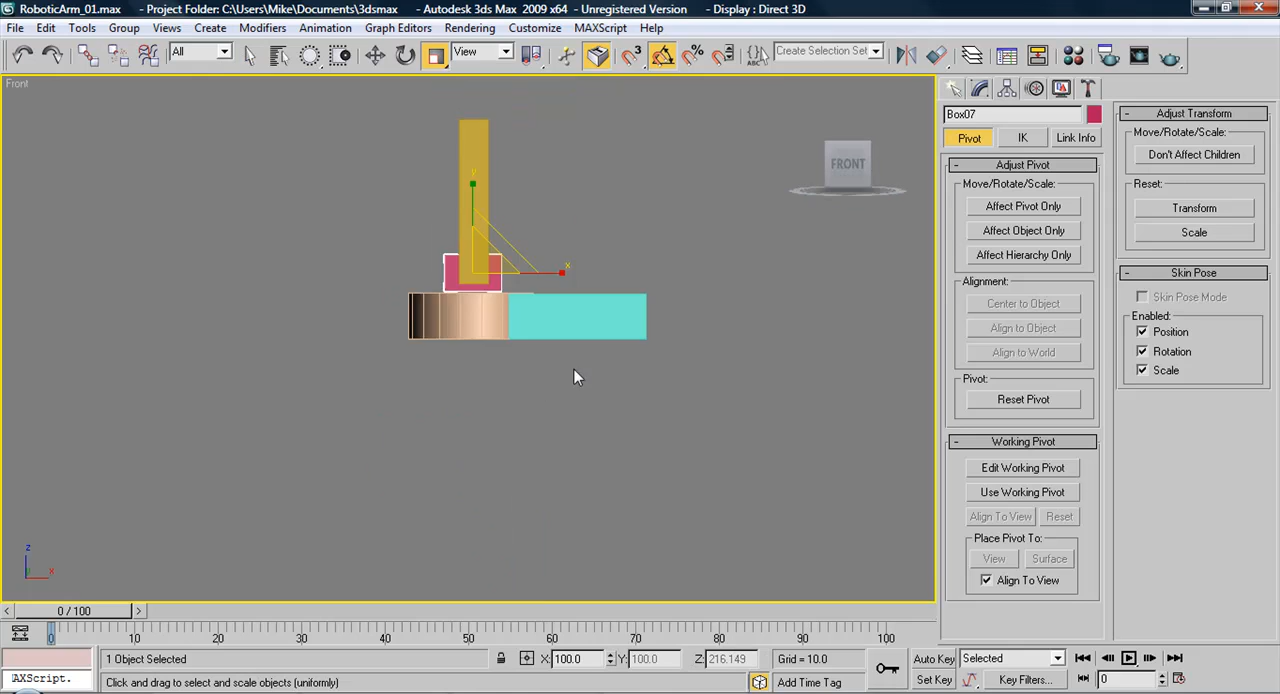 RoboticArm_01.max - Project Folder: C:\Users\Mike\Documents\3dsmax - Autodesk 3ds Max 2009 x64 - Unregistered Version - Display : Direct 3D
File Edit Tools Group Views Create Modifiers Animation Graph Editors Rendering Customize MAXScript Help
All View 3 Create Selection Set
Front
FRONT
y
x
z
x
Box07
Pivot IK Link Info
- Adjust Pivot
Move/Rotate/Scale:
Affect Pivot Only
Affect Object Only
Affect Hierarchy Only
Alignment:
Center to Object
Align to Object
Align to World
Pivot:
Reset Pivot
- Working Pivot
Edit Working Pivot
Use Working Pivot
Align To View Reset
Place Pivot To:
View Surface
Align To View
- Adjust Transform
Move/Rotate/Scale:
Don't Affect Children
Reset:
Transform
Scale
- Skin Pose
Skin Pose Mode
Enabled:
Position
Rotation
Scale
< 0 / 100 >
0 10 20 30 40 50 60 70 80 90 100
1 Object Selected X: 100.0 Y: 100.0 Z: 216.149 Grid = 10.0 Auto Key Selected
AXScript. Click and drag to select and scale objects (uniformly) Add Time Tag Set Key Key Filters... 0